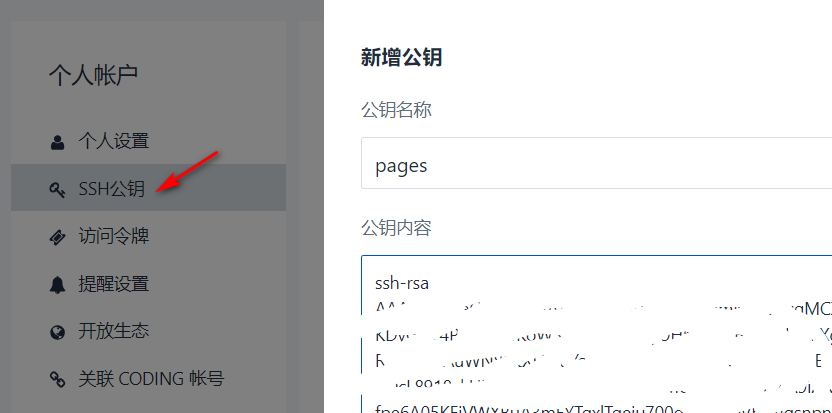 个人帐户
个人设置
SSH公钥
访问令牌
提醒设置
开放生态
关联 CODING 帐号
新增公钥
公钥名称
pages
公钥内容
ssh-rsa